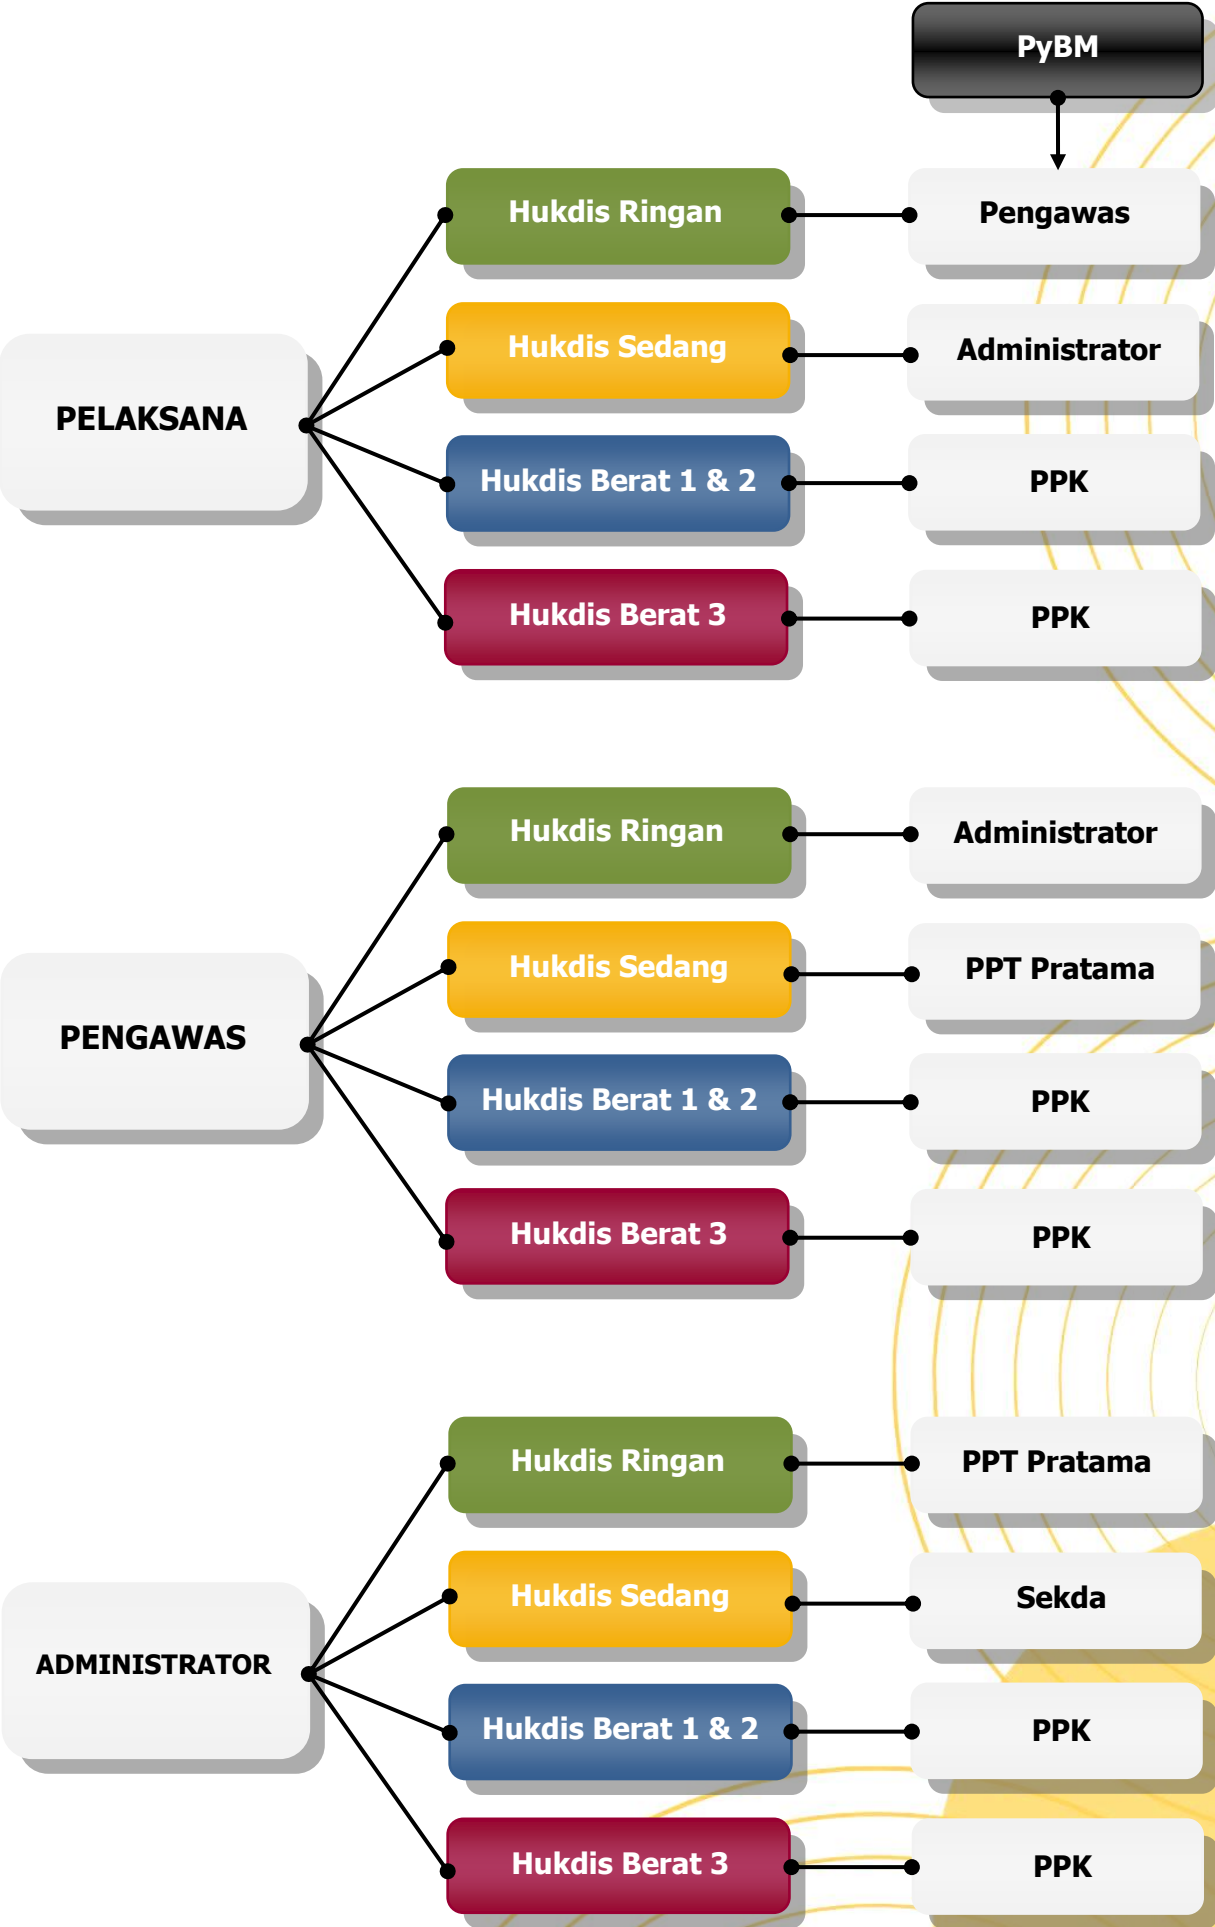 PyBM
Hukdis Ringan
Pengawas
Hukdis Sedang
Administrator
PELAKSANA
Hukdis Berat 1 & 2
PPK
Hukdis Berat 3
PPK
Hukdis Ringan
Administrator
Hukdis Sedang
PPT Pratama
PENGAWAS
Hukdis Berat 1 & 2
PPK
Hukdis Berat 3
PPK
Hukdis Ringan
PPT Pratama
Hukdis Sedang
Sekda
ADMINISTRATOR
Hukdis Berat 1 & 2
PPK
Hukdis Berat 3
PPK